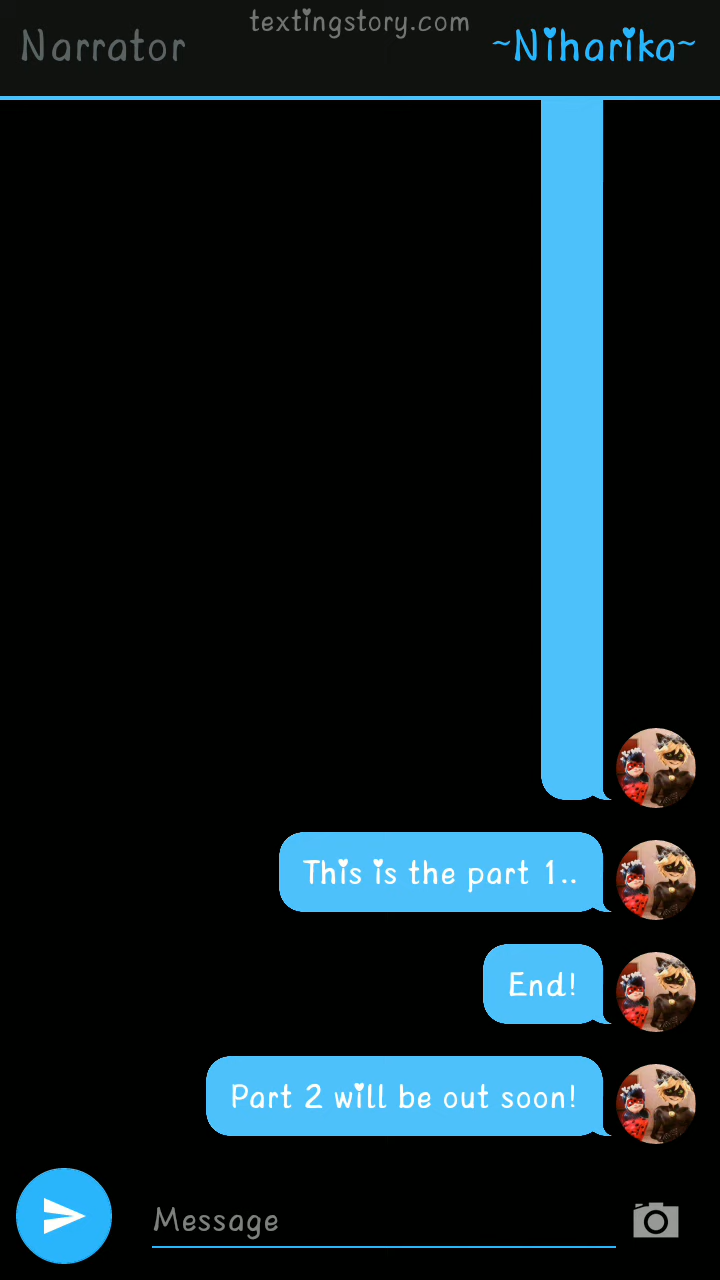 textingstory.com
Narrator
~Niharika~
This is the part 1..
End!
Part 2 will be out soon!
Message